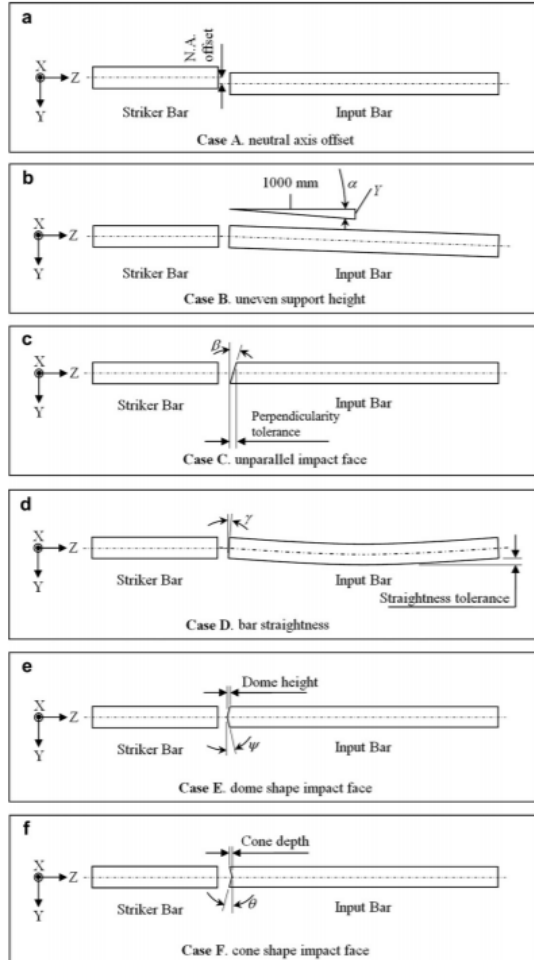 a
N.A.
offset
X
Z
Y
Striker Bar
Input Bar
Case A. neutral axis offset
b
1000 mm
α
Y
X
Z
Y
Striker Bar
Input Bar
Case B. uneven support height
c
β
X
Z
Y
Striker Bar
Input Bar
Perpendicularity
tolerance
Case C. unparallel impact face
d
γ
X
Z
Y
Striker Bar
Input Bar
Straightness tolerance
Case D. bar straightness
e
Dome height
X
Z
Y
ψ
Striker Bar
Input Bar
Case E. dome shape impact face
f
Cone depth
X
Z
Y
θ
Striker Bar
Input Bar
Case F. cone shape impact face